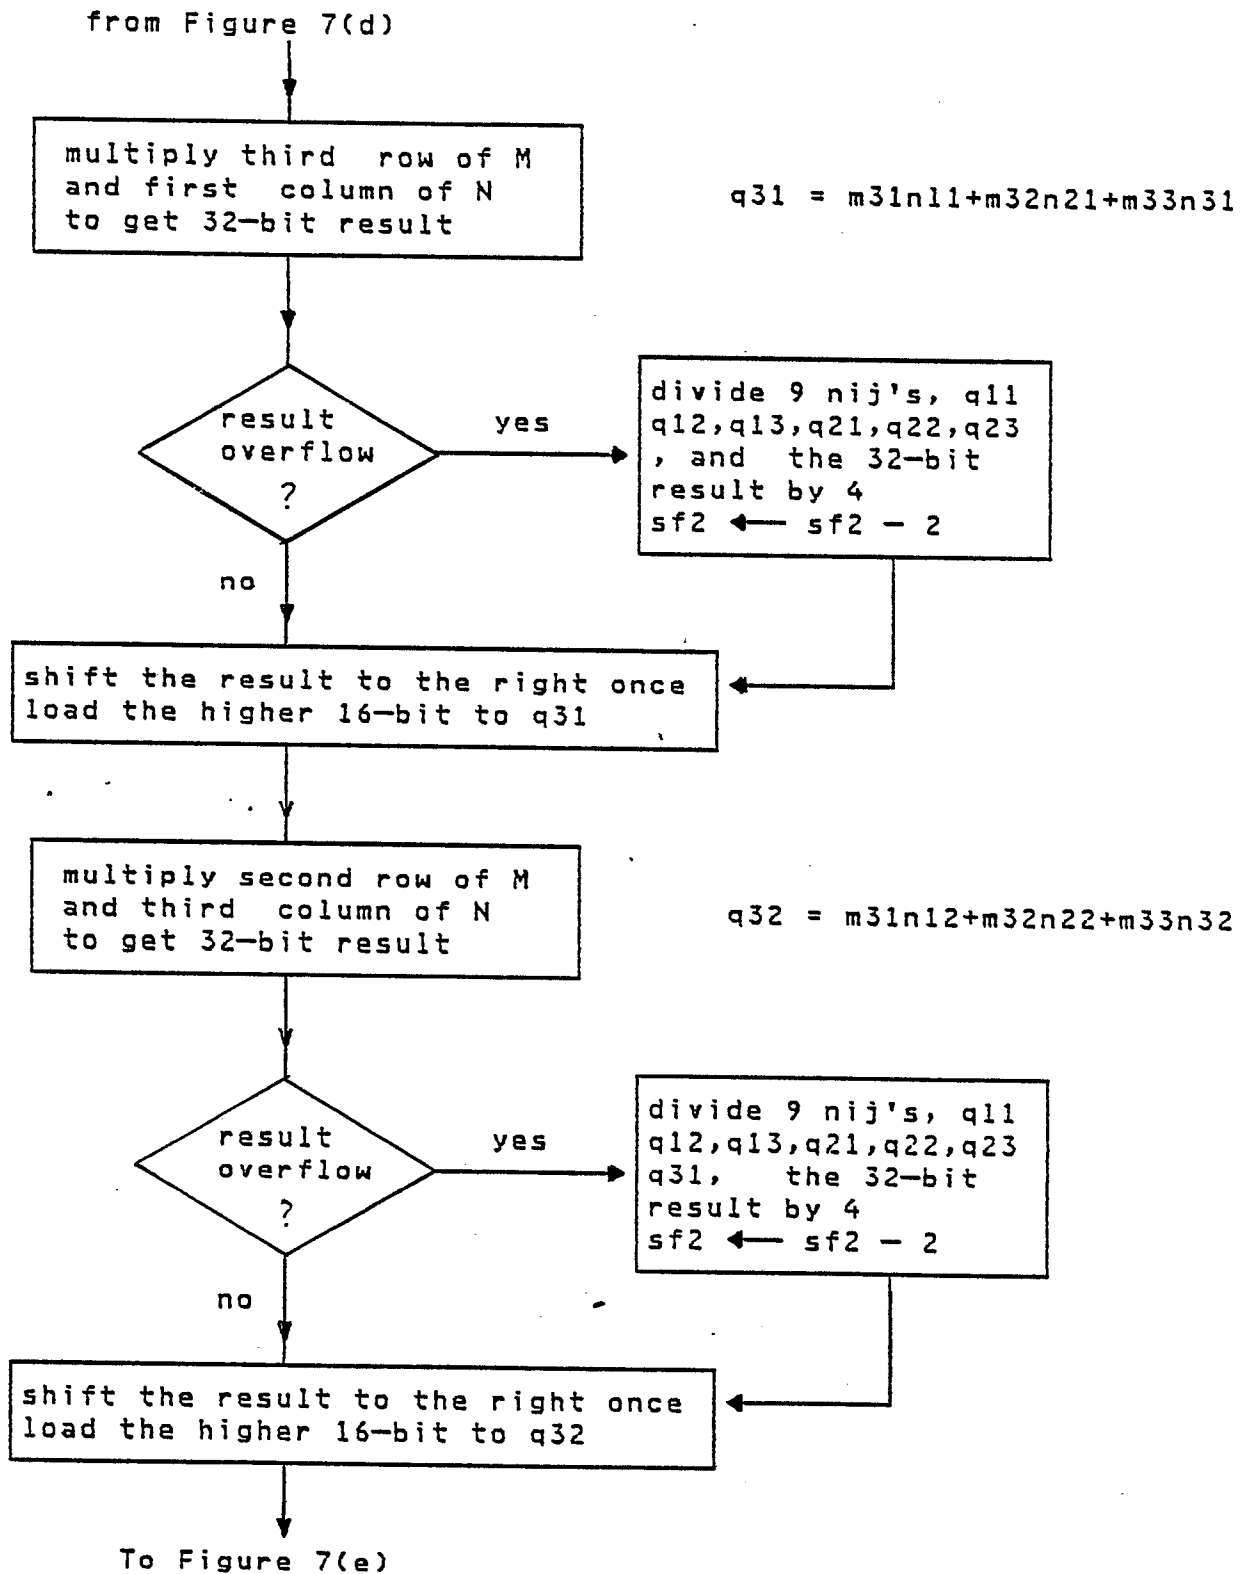 from Figure 7(d)
multiply third row of M
and first column of N
to get 32-bit result
q31 = m31n11+m32n21+m33n31
result
overflow
?
yes
divide 9 nij's, q11
q12,q13,q21,q22,q23
, and the 32-bit
result by 4
sf2 ← sf2 - 2
no
shift the result to the right once
load the higher 16-bit to q31
multiply second row of M
and third column of N
to get 32-bit result
q32 = m31n12+m32n22+m33n32
result
overflow
?
yes
divide 9 nij's, q11
q12,q13,q21,q22,q23
q31, the 32-bit
result by 4
sf2 ← sf2 - 2
no
shift the result to the right once
load the higher 16-bit to q32
To Figure 7(e)